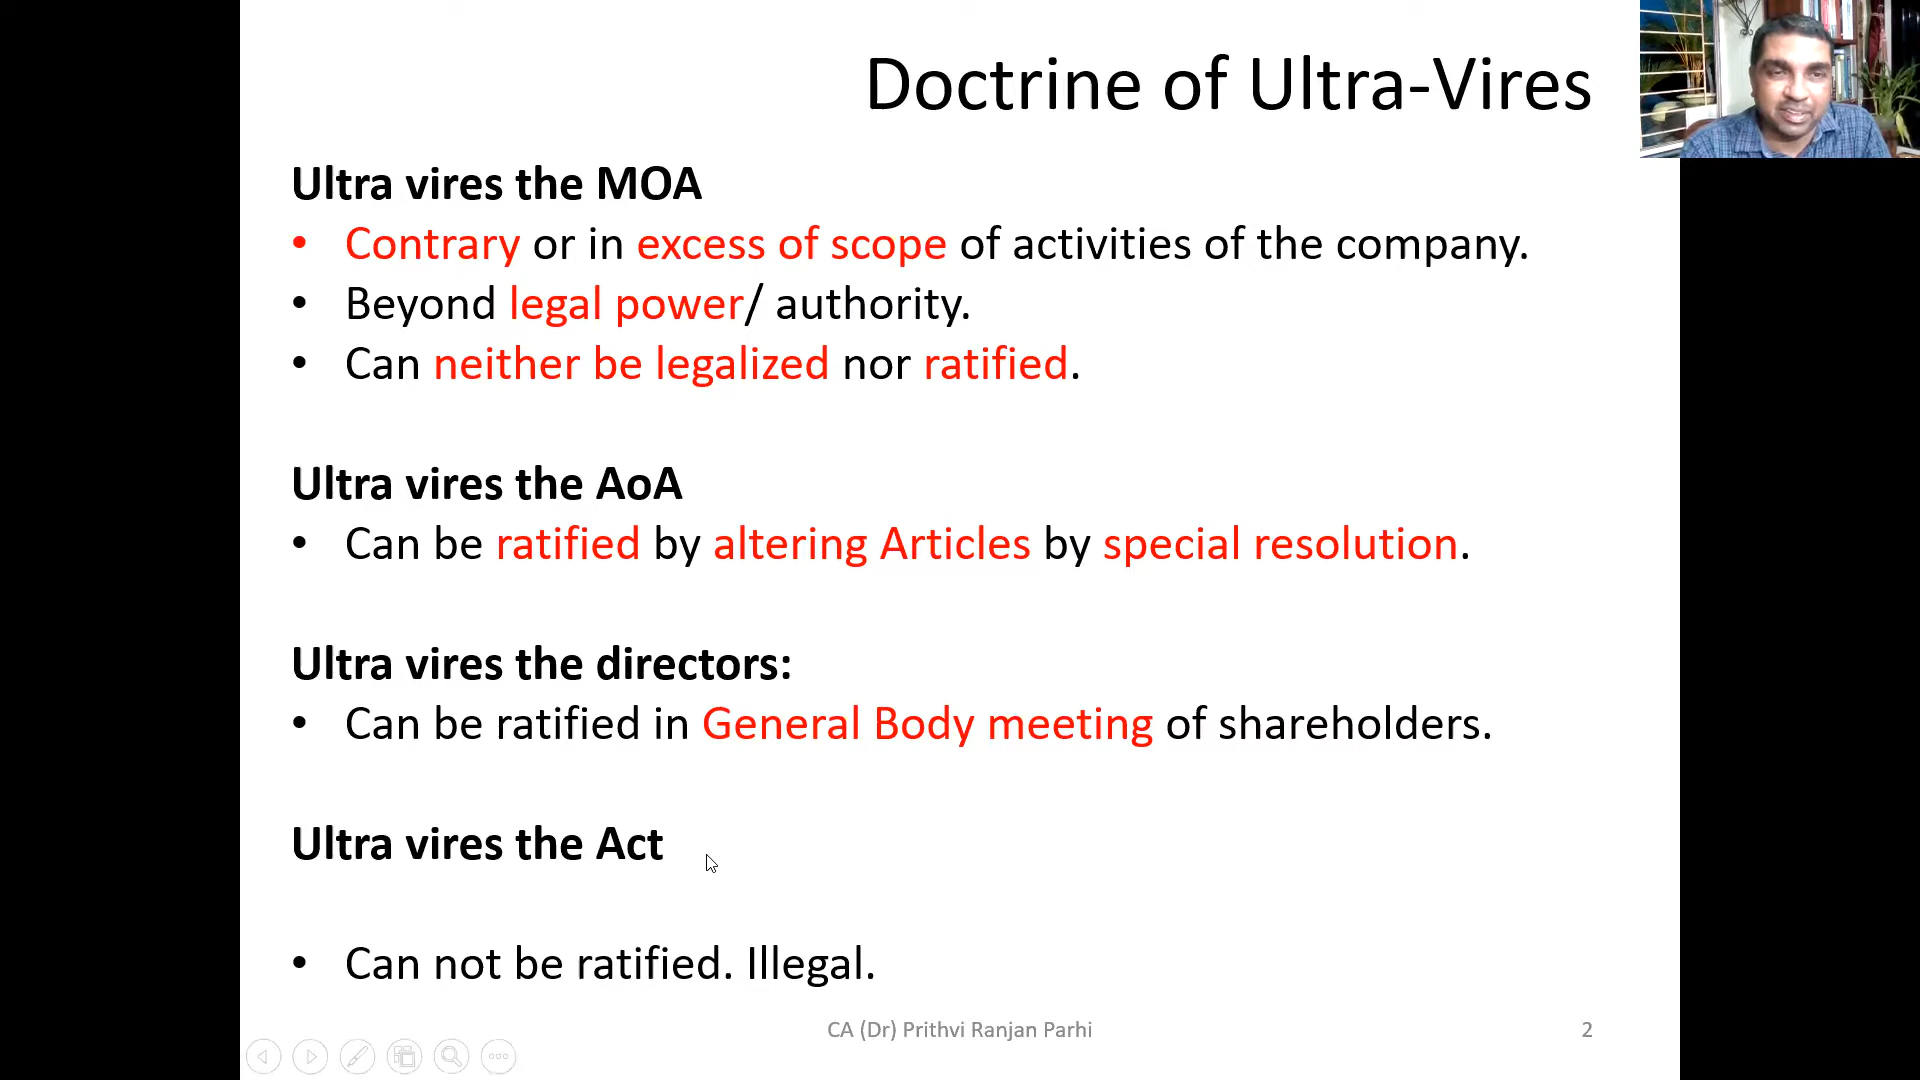 Doctrine of Ultra-Vires
Ultra vires the MOA
• Contrary or in excess of scope of activities of the company.
• Beyond legal power/ authority.
• Can neither be legalized nor ratified.
Ultra vires the AoA
• Can be ratified by altering Articles by special resolution.
Ultra vires the directors:
• Can be ratified in General Body meeting of shareholders.
Ultra vires the Act
• Can not be ratified. Illegal.
CA (Dr) Prithvi Ranjan Parhi
2